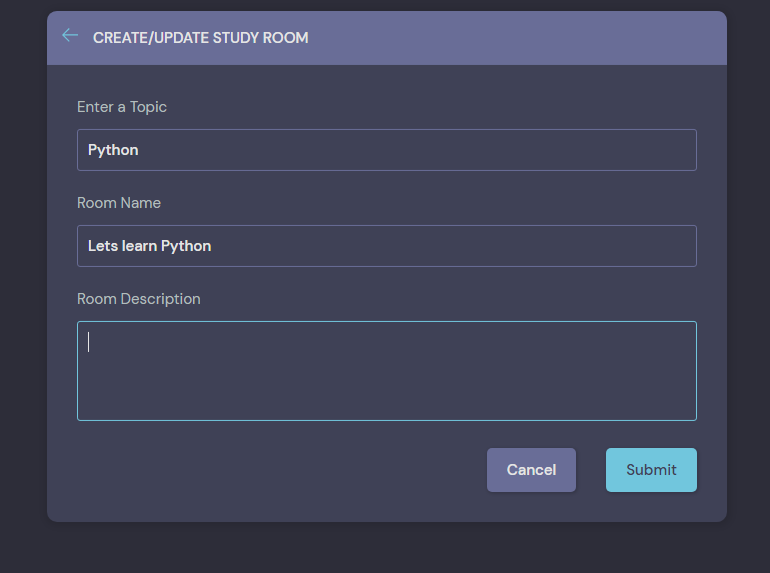 CREATE/UPDATE STUDY ROOM
Enter a Topic
Python
Room Name
Lets learn Python
Room Description
Cancel
Submit